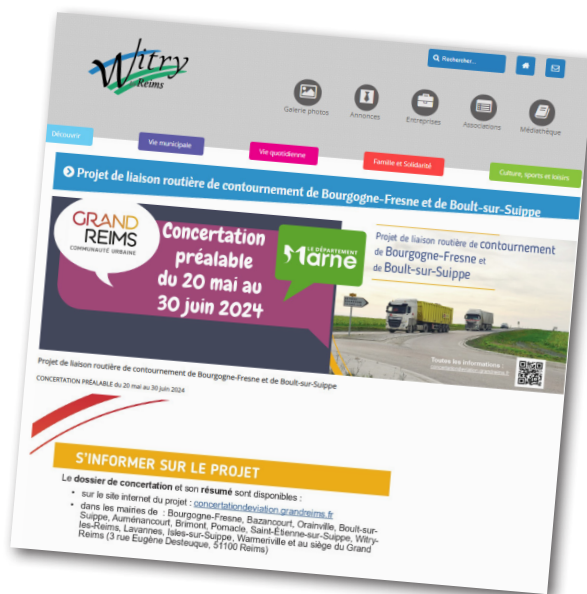 Witry
Reims
Rechercher...
Galerie photos
Annonces
Entreprises
Associations
Médiathèque
Découvrir
Vie municipale
Vie quotidienne
Famille et Solidarité
Culture, sports et loisirs
Projet de liaison routière de contournement de Bourgogne-Fresne et de Boult-sur-Suippe
GRAND
REIMS
COMMUNAUTÉ URBAINE
Concertation
préalable
du 20 mai au
30 juin 2024
LE DÉPARTEMENT
Marne
Projet de liaison routière de contournement
de Bourgogne-Fresne et
de Boult-sur-Suippe
Toutes les informations :
concertationdeviation.grandreims.fr
Projet de liaison routière de contournement de Bourgogne-Fresne et de Boult-sur-Suippe
CONCERTATION PRÉALABLE du 20 mai au 30 juin 2024
S'INFORMER SUR LE PROJET
Le dossier de concertation et son résumé sont disponibles :
• sur le site internet du projet : concertationdeviation.grandreims.fr
• dans les mairies de : Bourgogne-Fresne, Bazancourt, Orainville, Boult-sur-
Suippe, Auménancourt, Brimont, Pomacle, Saint-Étienne-sur-Suippe, Witry-
les-Reims, Lavannes, Isles-sur-Suippe, Warmeriville et au siège du Grand
Reims (3 rue Eugène Desteuque, 51100 Reims)